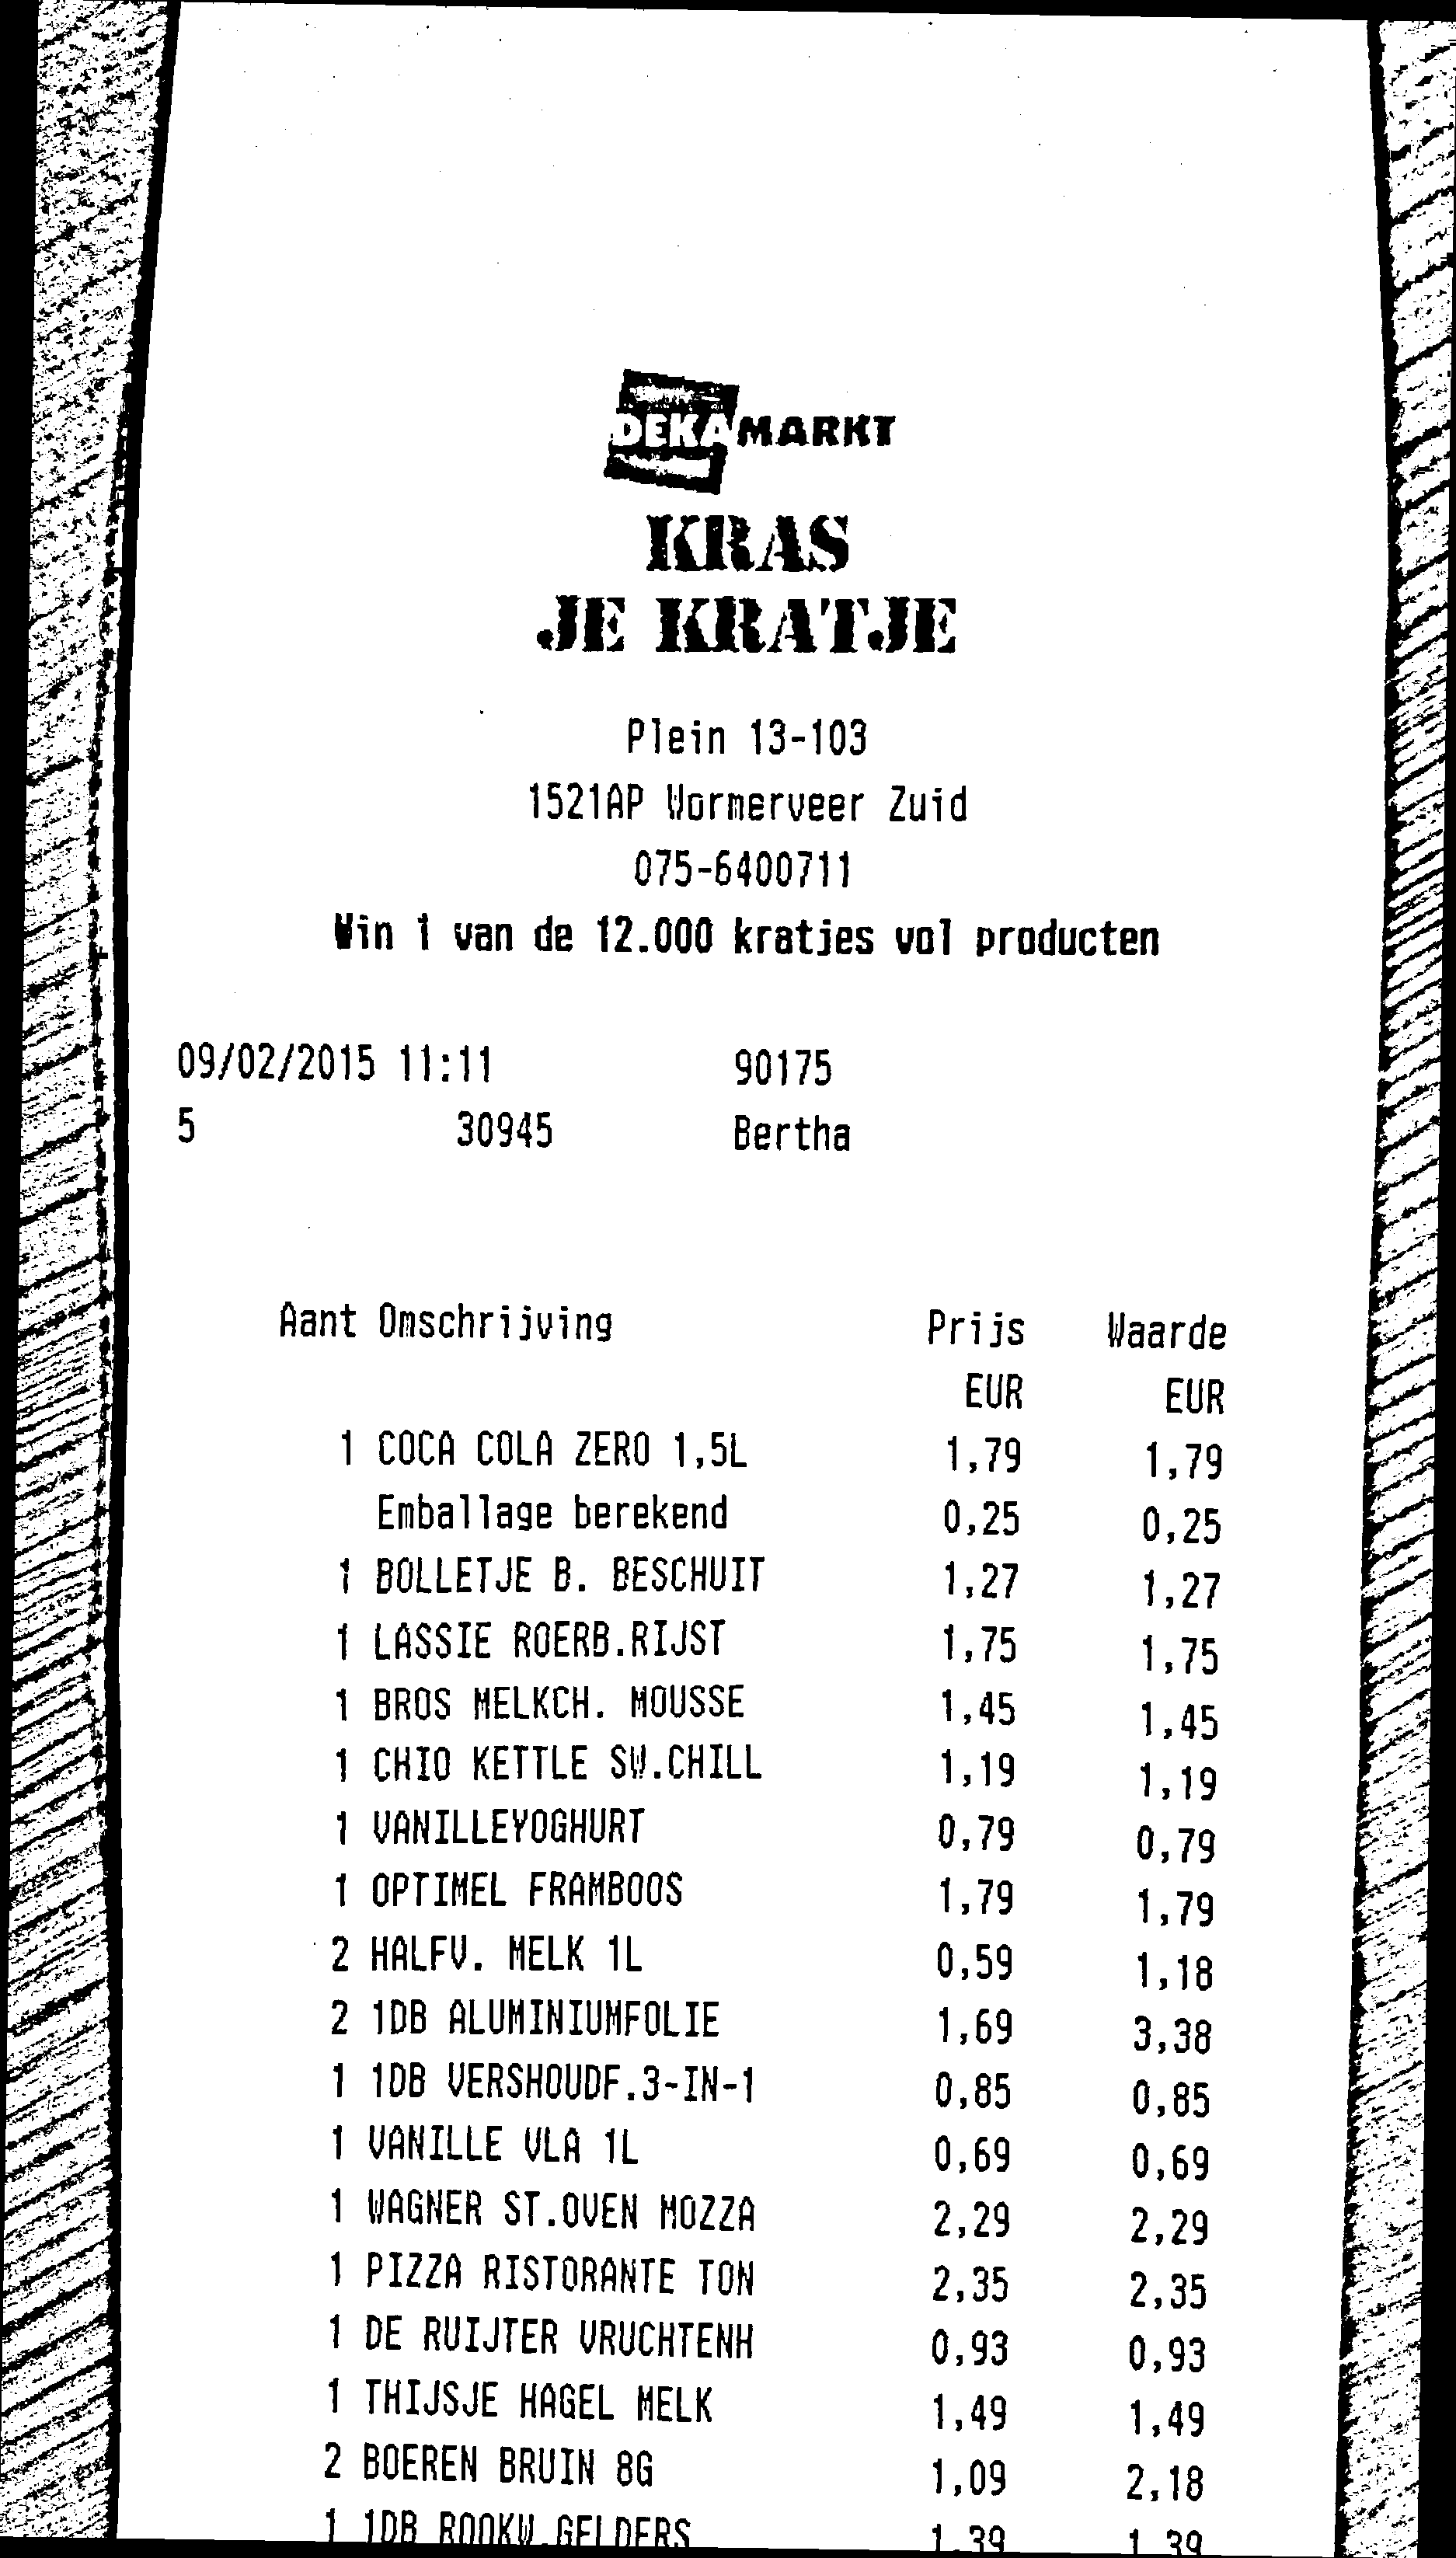 DEKAMARKT
KRAS
JE KRATJE
Plein 13-103
1521AP Wormerveer Zuid
075-6400711
Win 1 van de 12.000 kratjes vol producten
09/02/2015 11:11 90175
5 30945 Bertha
Aant Omschrijving Prijs Waarde
EUR EUR
1 COCA COLA ZERO 1,5L 1,79 1,79
Emballage berekend 0,25 0,25
1 BOLLETJE B. BESCHUIT 1,27 1,27
1 LASSIE ROERB.RIJST 1,75 1,75
1 BROS MELKCH. MOUSSE 1,45 1,45
1 CHIO KETTLE SW.CHILL 1,19 1,19
1 VANILLEYOGHURT 0,79 0,79
1 OPTIMEL FRAMBOOS 1,79 1,79
2 HALFV. MELK 1L 0,59 1,18
2 1DB ALUMINIUMFOLIE 1,69 3,38
1 1DB VERSHOUDF.3-IN-1 0,85 0,85
1 VANILLE VLA 1L 0,69 0,69
1 WAGNER ST.OVEN MOZZA 2,29 2,29
1 PIZZA RISTORANTE TON 2,35 2,35
1 DE RUIJTER VRUCHTENH 0,93 0,93
1 THIJSJE HAGEL MELK 1,49 1,49
2 BOEREN BRUIN 8G 1,09 2,18
1 1DB ROOKW.GELDERS 1,39 1,39